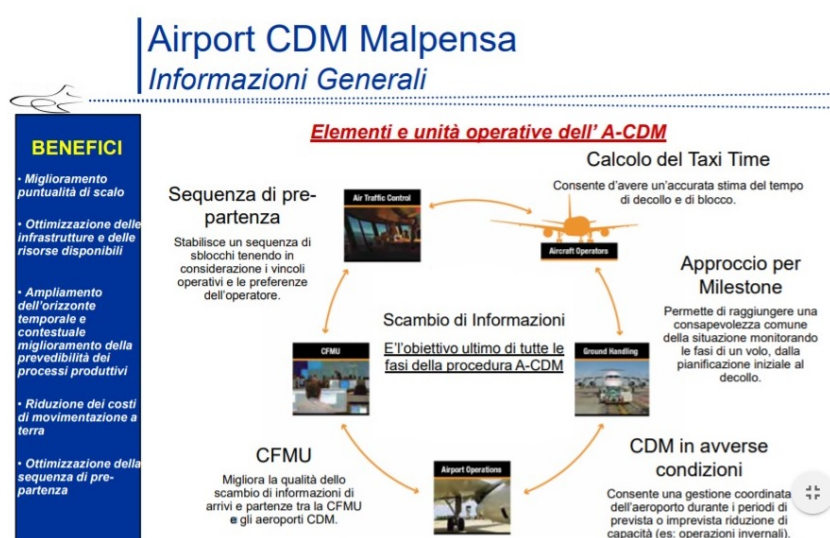 Airport CDM Malpensa
Informazioni Generali
BENEFICI
• Miglioramento
puntualità di scalo
• Ottimizzazione delle
infrastrutture e delle
risorse disponibili
• Ampliamento
dell'orizzonte
temporale e
contestuale
miglioramento della
prevedibilità dei
processi produttivi
• Riduzione dei costi
di movimentazione a
terra
• Ottimizzazione della
sequenza di pre-
partenza
Elementi e unità operative dell' A-CDM
Sequenza di pre-
partenza
Stabilisce un sequenza di
sblocchi tenendo in
considerazione i vincoli
operativi e le preferenze
dell'operatore.
Air Traffic Control
Calcolo del Taxi Time
Consente d'avere un'accurata stima del tempo
di decollo e di blocco.
Aircraft Operators
Approccio per
Milestone
Permette di raggiungere una
consapevolezza comune
della situazione monitorando
le fasi di un volo, dalla
pianificazione iniziale al
decollo.
Scambio di Informazioni
E'l'obiettivo ultimo di tutte le
fasi della procedura A-CDM
CFMU
Ground Handling
CFMU
Migliora la qualità dello
scambio di informazioni di
arrivi e partenze tra la CFMU
e gli aeroporti CDM.
Airport Operations
CDM in avverse
condizioni
Consente una gestione coordinata
dell'aeroporto durante i periodi di
prevista o imprevista riduzione di
capacità (es: operazioni invernali).